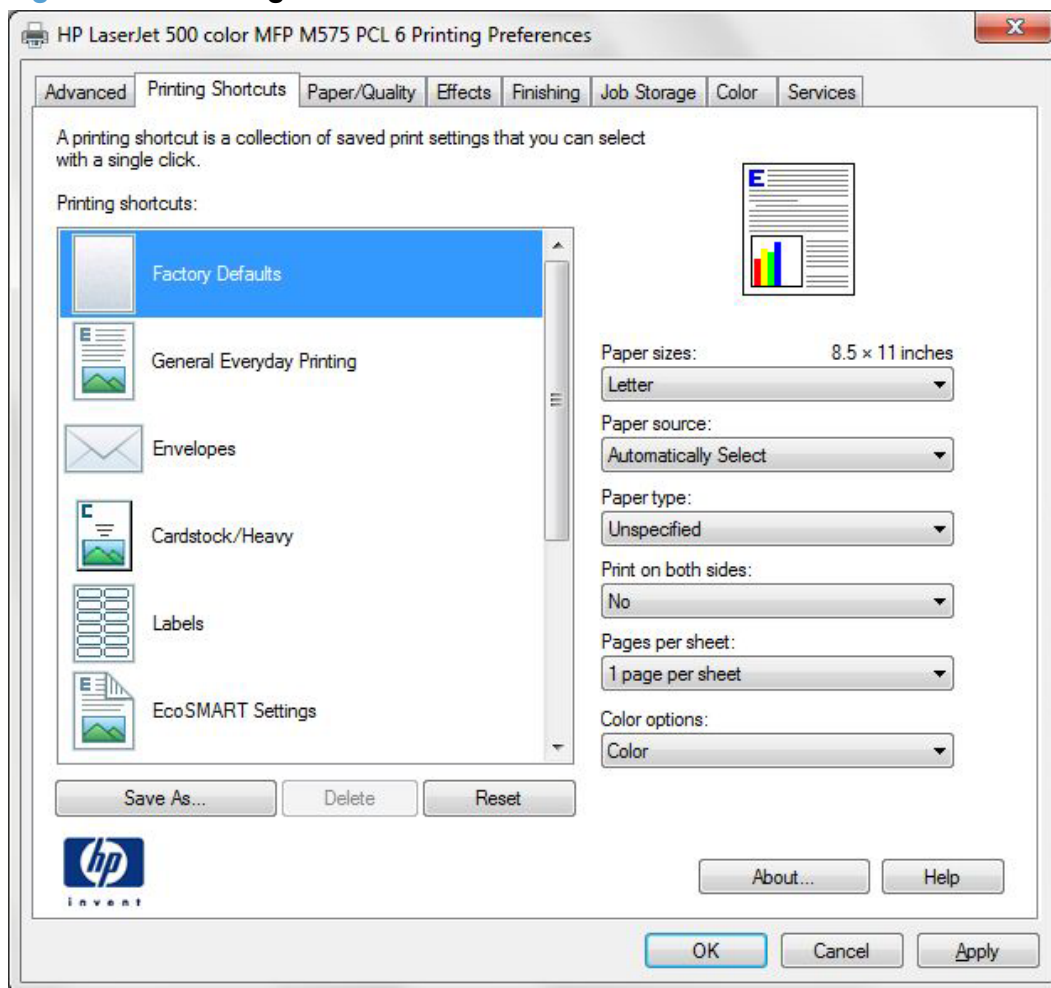 HP LaserJet 500 color MFP M575 PCL 6 Printing Preferences
Advanced
Printing Shortcuts
Paper/Quality
Effects
Finishing
Job Storage
Color
Services
A printing shortcut is a collection of saved print settings that you can select
with a single click.
Printing shortcuts:
Factory Defaults
E
General Everyday Printing
Envelopes
E
Cardstock/Heavy
Labels
E
EcoSMART Settings
Save As...
Delete
Reset
E
Paper sizes:
8.5 × 11 inches
Letter
Paper source:
Automatically Select
Paper type:
Unspecified
Print on both sides:
No
Pages per sheet:
1 page per sheet
Color options:
Color
hp
invent
About...
Help
OK
Cancel
Apply